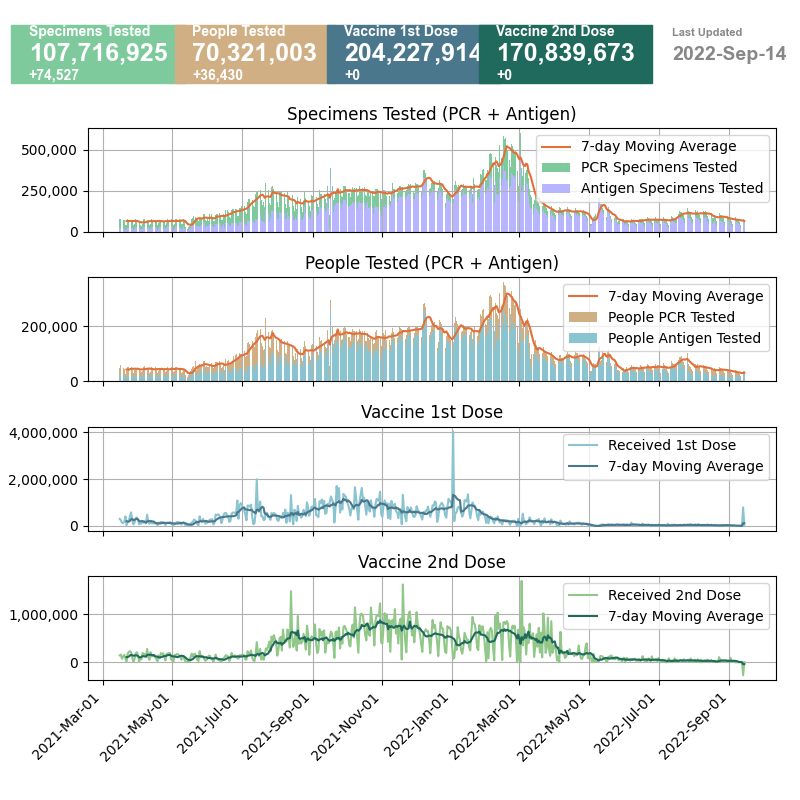 Specimens Tested
107,716,925
+74,527
People Tested
70,321,003
+36,430
Vaccine 1st Dose
204,227,914
+0
Vaccine 2nd Dose
170,839,673
+0
Last Updated
2022-Sep-14
Specimens Tested (PCR + Antigen)
500,000
250,000
0
7-day Moving Average
PCR Specimens Tested
Antigen Specimens Tested
People Tested (PCR + Antigen)
200,000
0
7-day Moving Average
People PCR Tested
People Antigen Tested
Vaccine 1st Dose
4,000,000
2,000,000
0
Received 1st Dose
7-day Moving Average
Vaccine 2nd Dose
1,000,000
0
Received 2nd Dose
7-day Moving Average
2021-Mar-01
2021-May-01
2021-Jul-01
2021-Sep-01
2021-Nov-01
2022-Jan-01
2022-Mar-01
2022-May-01
2022-Jul-01
2022-Sep-01